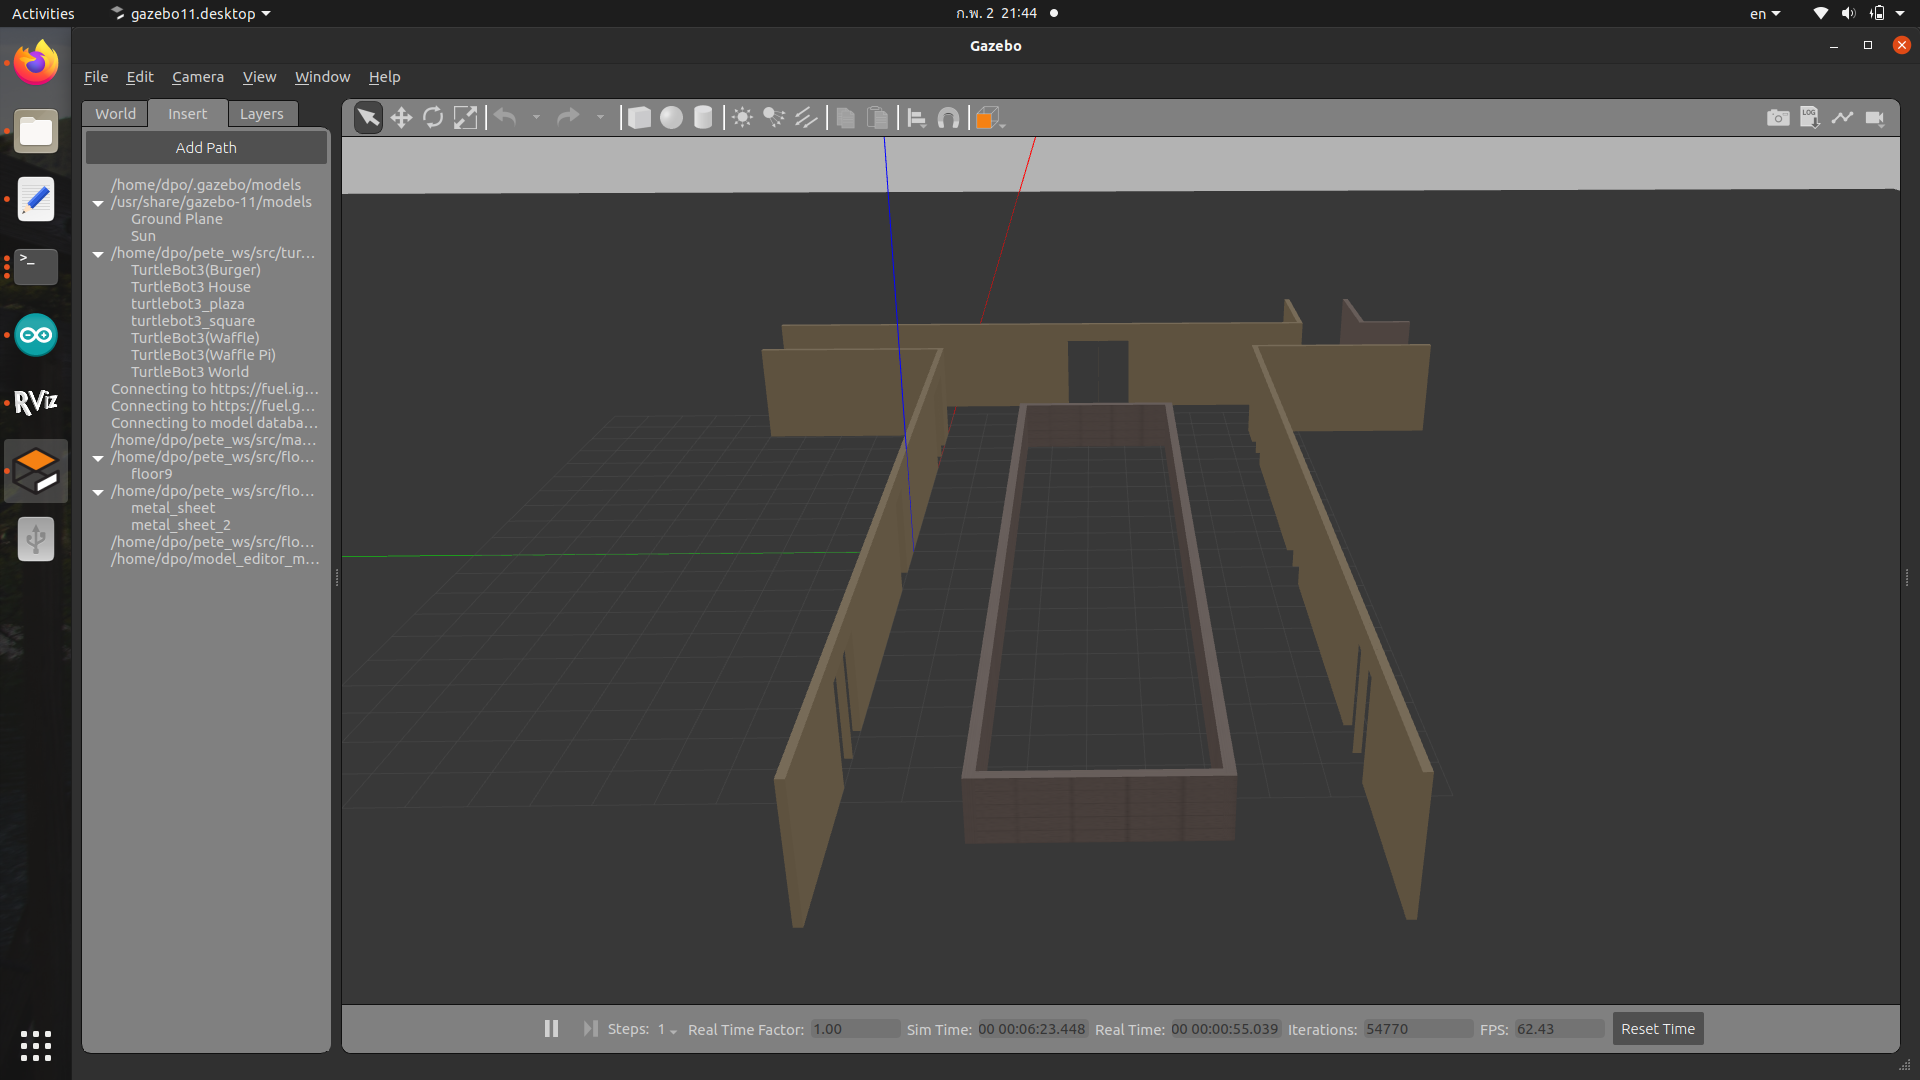 Activities
gazebo11.desktop
ก.พ. 2 21:44
en
Gazebo
File Edit Camera View Window Help
World Insert Layers
Add Path
/home/dpo/.gazebo/models
/usr/share/gazebo-11/models
Ground Plane
Sun
/home/dpo/pete_ws/src/tur...
TurtleBot3(Burger)
TurtleBot3 House
turtlebot3_plaza
turtlebot3_square
TurtleBot3(Waffle)
TurtleBot3(Waffle Pi)
TurtleBot3 World
Connecting to https://fuel.ig...
Connecting to https://fuel.g...
Connecting to model databa...
/home/dpo/pete_ws/src/ma...
/home/dpo/pete_ws/src/flo...
floor9
/home/dpo/pete_ws/src/flo...
metal_sheet
metal_sheet_2
/home/dpo/pete_ws/src/flo...
/home/dpo/model_editor_m...
RViz
LOG
Steps: 1 Real Time Factor: 1.00 Sim Time: 00 00:06:23.448 Real Time: 00 00:00:55.039 Iterations: 54770 FPS: 62.43 Reset Time